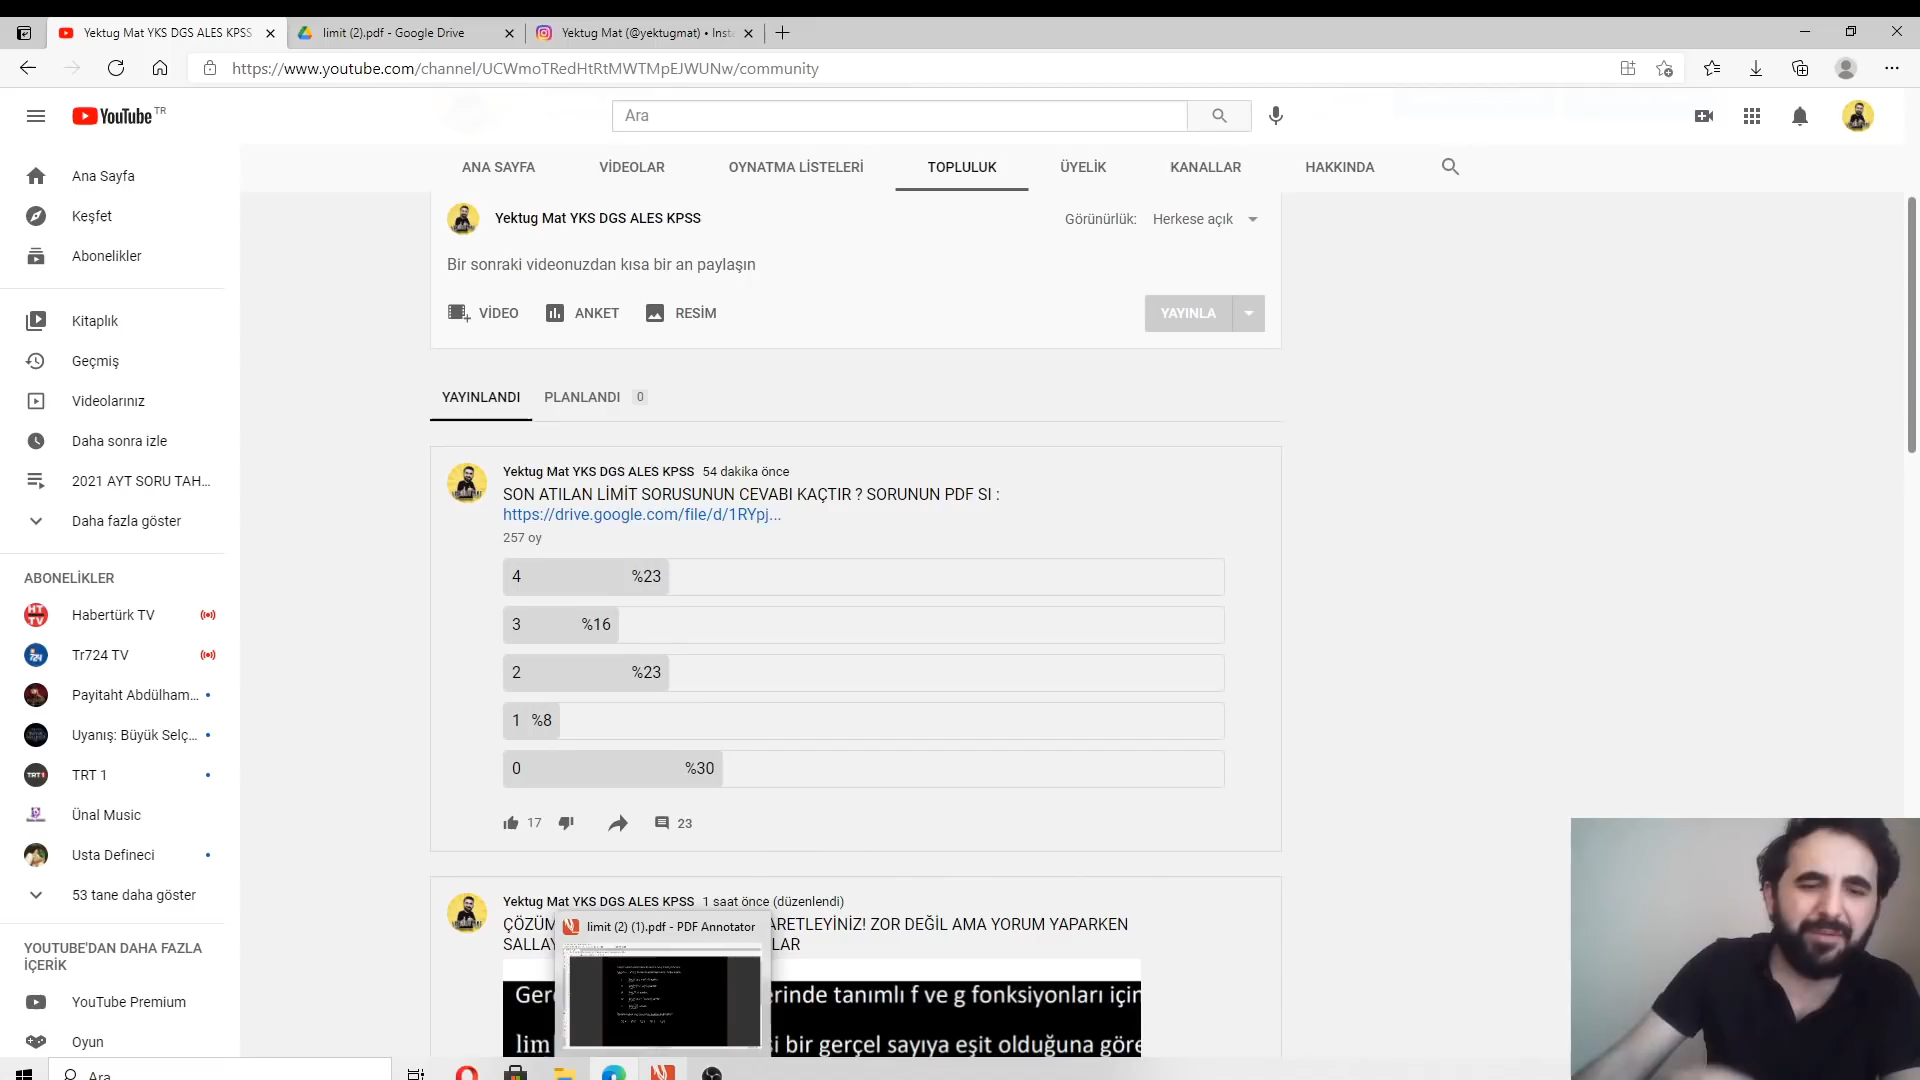 Yektug Mat YKS DGS ALES KPSS
limit (2).pdf - Google Drive
Yektug Mat (@yektugmat) • Inst
https://www.youtube.com/channel/UCWmoTRedHtRtMWTMpEJWUNw/community
YouTube TR
Ara
ANA SAYFA
VİDEOLAR
OYNATMA LİSTELERİ
TOPLULUK
ÜYELİK
KANALLAR
HAKKINDA
Ana Sayfa
Keşfet
Abonelikler
Kitaplık
Geçmiş
Videolarınız
Daha sonra izle
2021 AYT SORU TAH...
Daha fazla göster
ABONELİKLER
Habertürk TV
Tr724 TV
Payitaht Abdülham...
Uyanış: Büyük Selç...
TRT 1
Ünal Music
Usta Defineci
53 tane daha göster
YOUTUBE'DAN DAHA FAZLA
İÇERİK
YouTube Premium
Oyun
Yektug Mat YKS DGS ALES KPSS
Görünürlük: Herkese açık
Bir sonraki videonuzdan kısa bir an paylaşın
VİDEO
ANKET
RESİM
YAYINLA
YAYINLANDI
PLANLANDI 0
Yektug Mat YKS DGS ALES KPSS 54 dakika önce
SON ATILAN LİMİT SORUSUNUN CEVABI KAÇTIR ? SORUNUN PDF SI :
https://drive.google.com/file/d/1RYpj...
257 oy
4 %23
3 %16
2 %23
1 %8
0 %30
17
23
Yektug Mat YKS DGS ALES KPSS 1 saat önce (düzenlendi)
ÇÖZÜM ARETLEYİNİZ! ZOR DEĞİL AMA YORUM YAPARKEN
SALLAY LAR
limit (2) (1).pdf - PDF Annotator
Ger erinde tanımlı f ve g fonksiyonları için
lim si bir gerçel sayıya eşit olduğuna göre
Ara